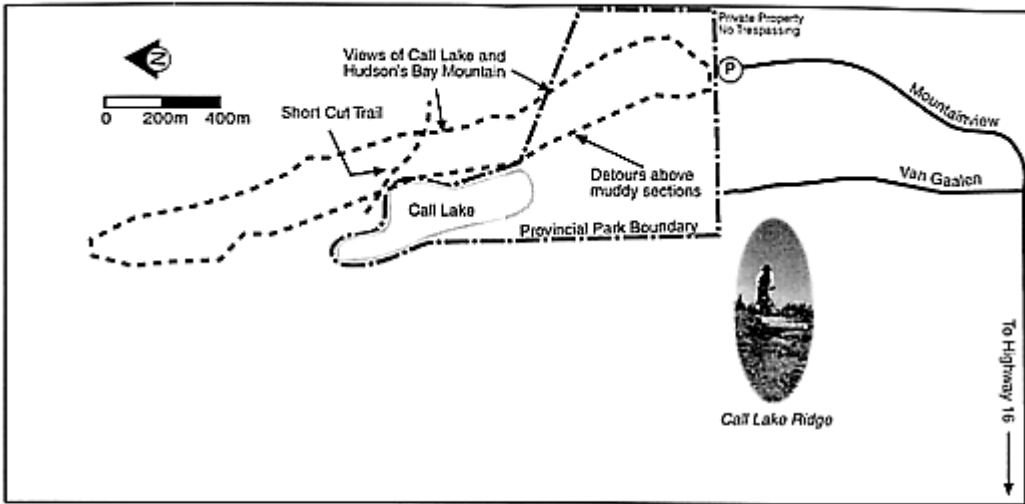 Private Property
No Trespassing
N
Views of Call Lake and
Hudson's Bay Mountain
P
0 200m 400m
Short Cut Trail
Mountainview
Detours above
muddy sections
Van Gaalen
Call Lake
Provincial Park Boundary
To Highway 16
Call Lake Ridge